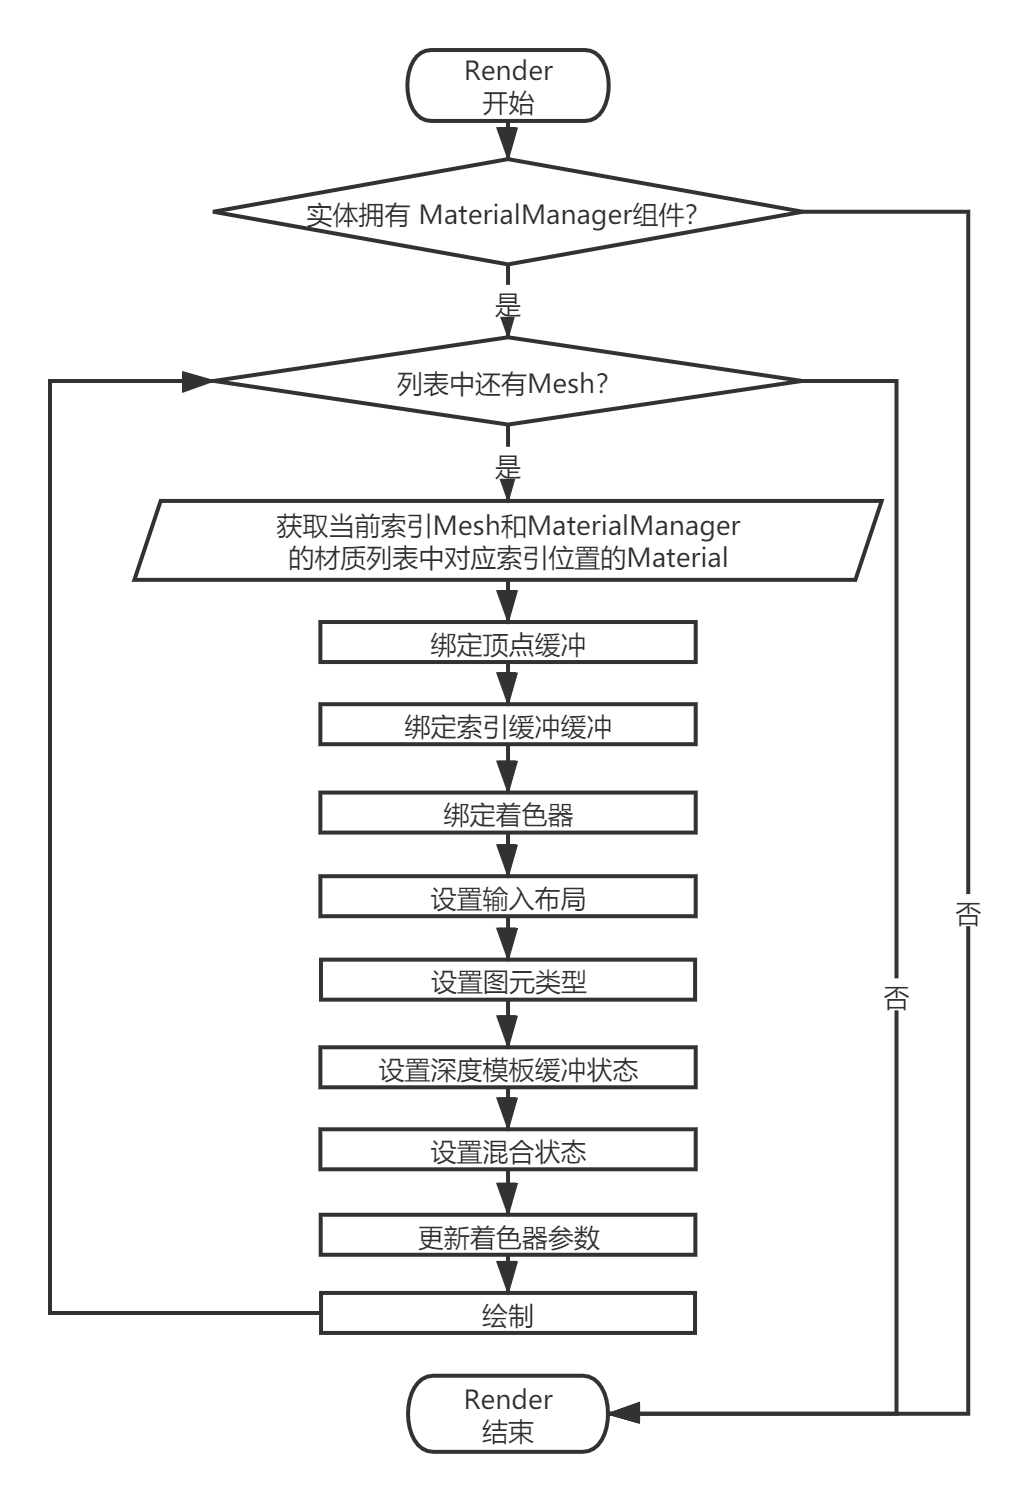 Render
开始
实体拥有 MaterialManager组件?
是
列表中还有Mesh?
是
获取当前索引Mesh和MaterialManager
的材质列表中对应索引位置的Material
绑定顶点缓冲
绑定索引缓冲缓冲
绑定着色器
设置输入布局
否
设置图元类型
否
设置深度模板缓冲状态
设置混合状态
更新着色器参数
绘制
Render
结束